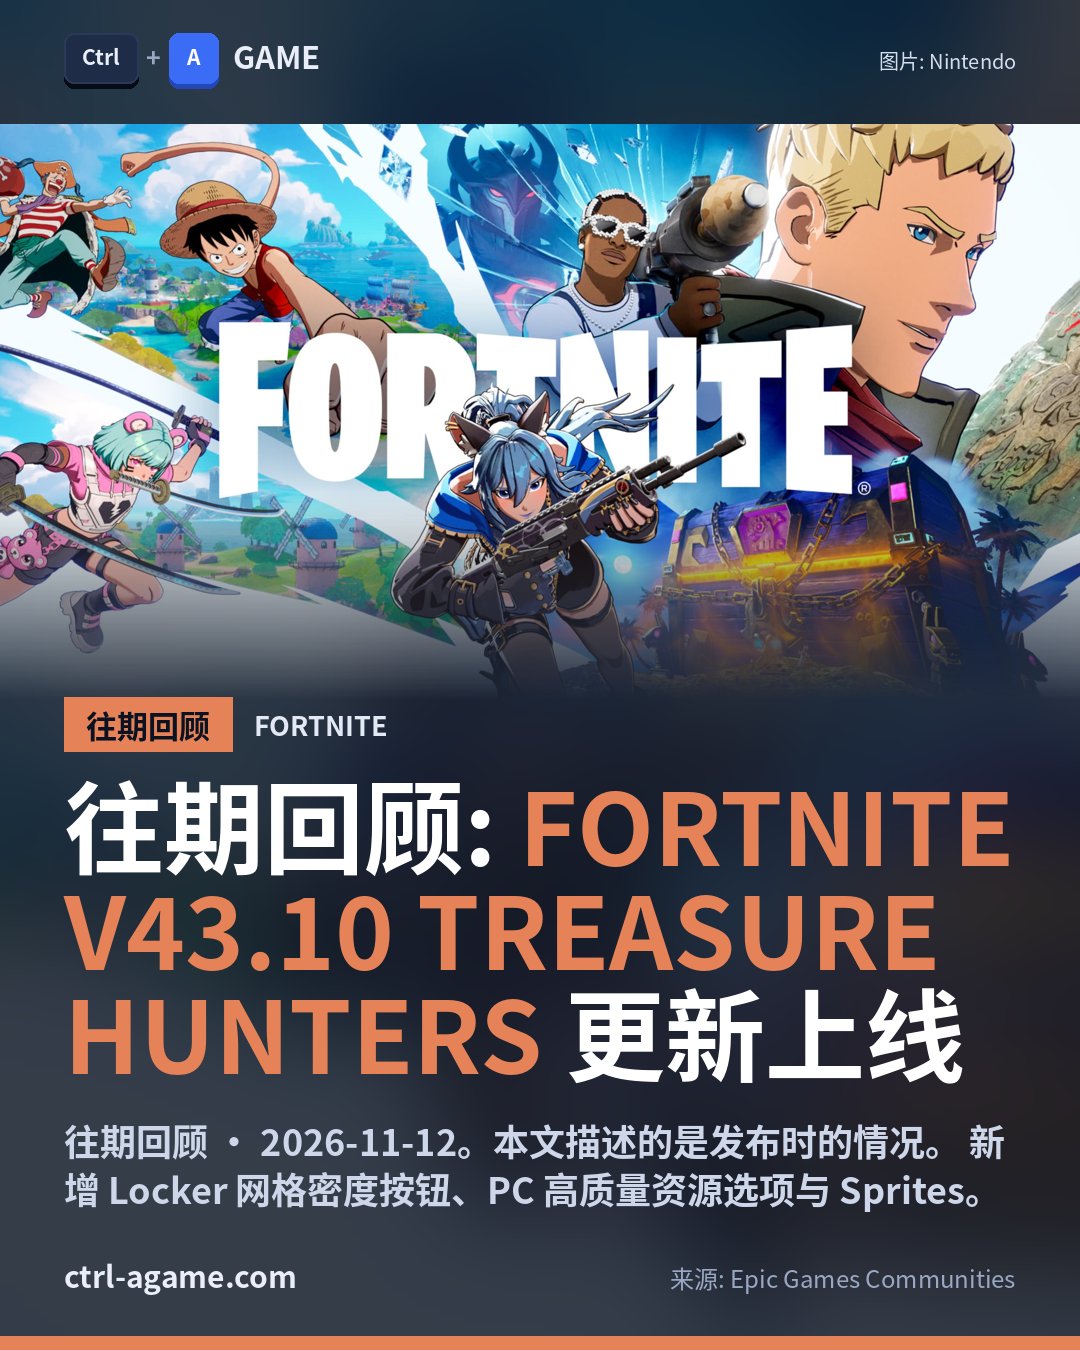 Ctrl + A GAME
图片: Nintendo
FORTNITE
®
往期回顾 FORTNITE
往期回顾: FORTNITE
V43.10 TREASURE
HUNTERS 更新上线
往期回顾 · 2026-11-12。本文描述的是发布时的情况。 新
增 Locker 网格密度按钮、PC 高质量资源选项与 Sprites。
ctrl-agame.com
来源: Epic Games Communities